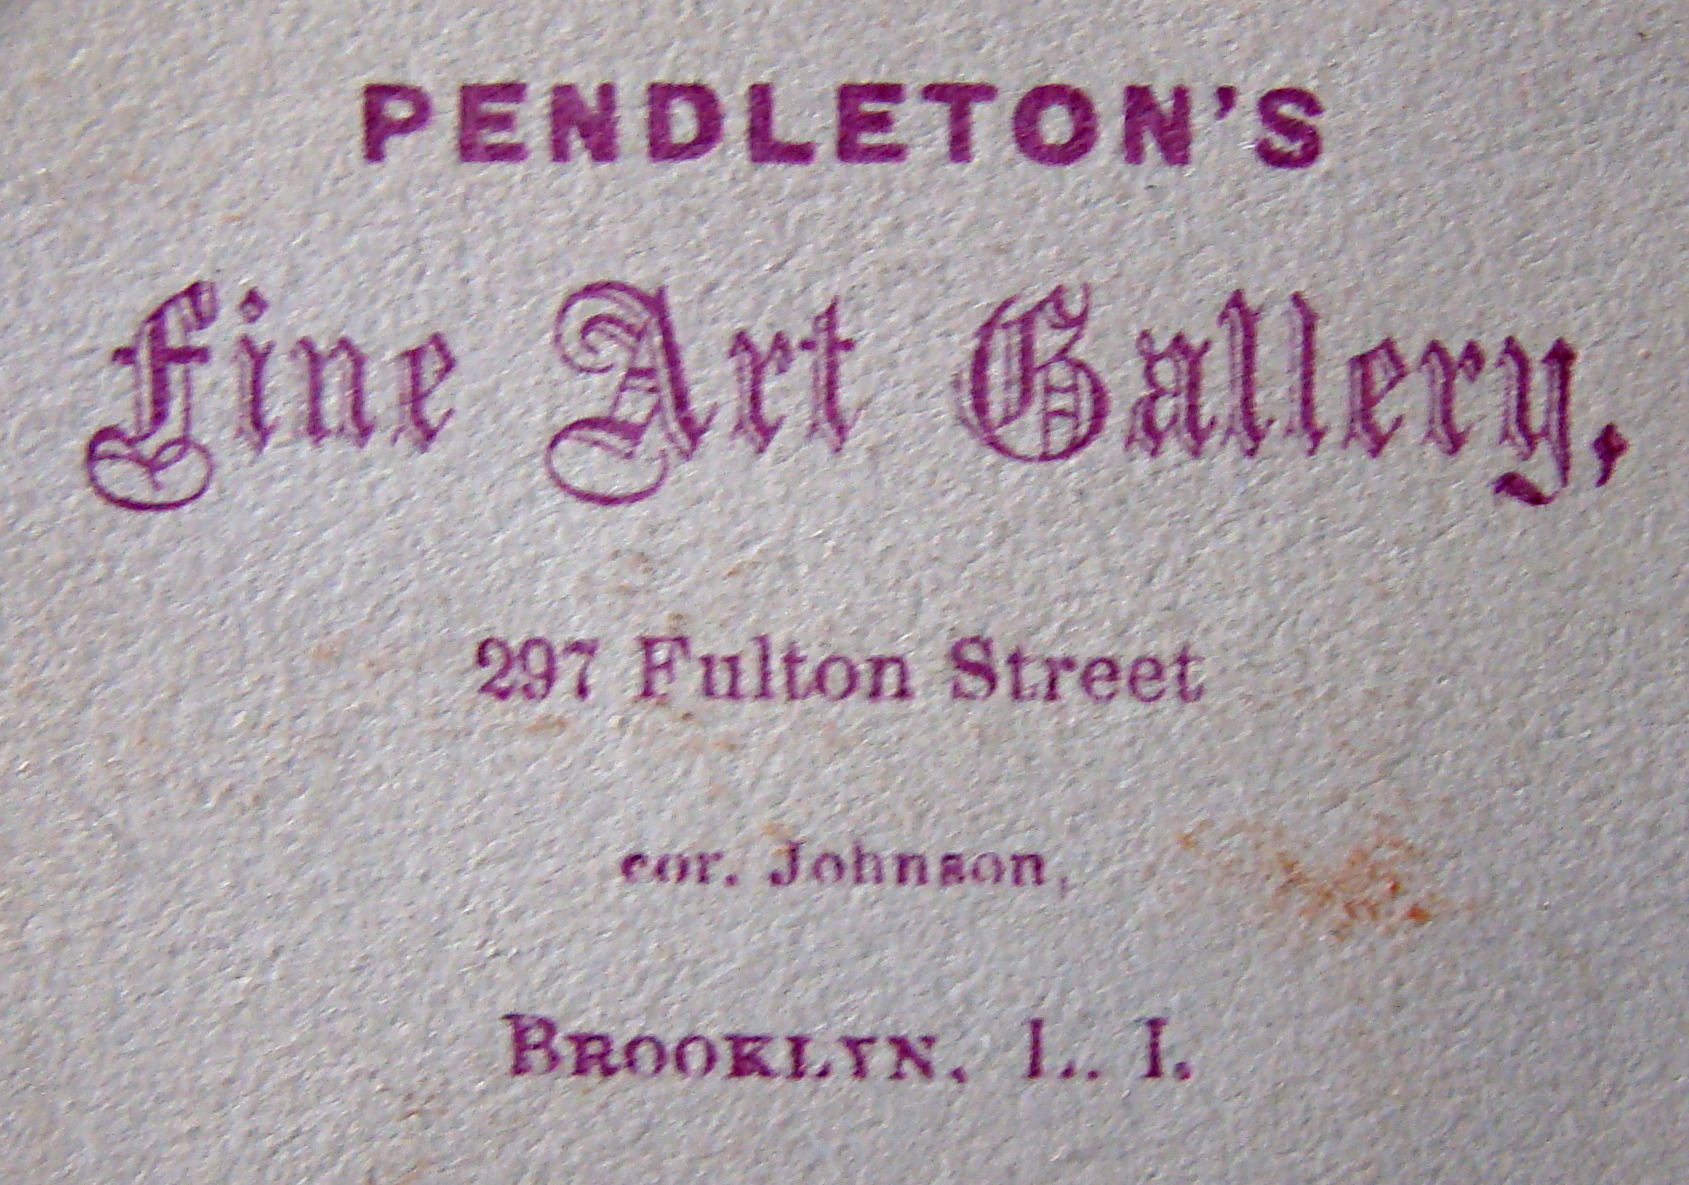 PENDLETON'S
Fine Art Gallery,
297 Fulton Street
cor. Johnson,
BROOKLYN, L. I.